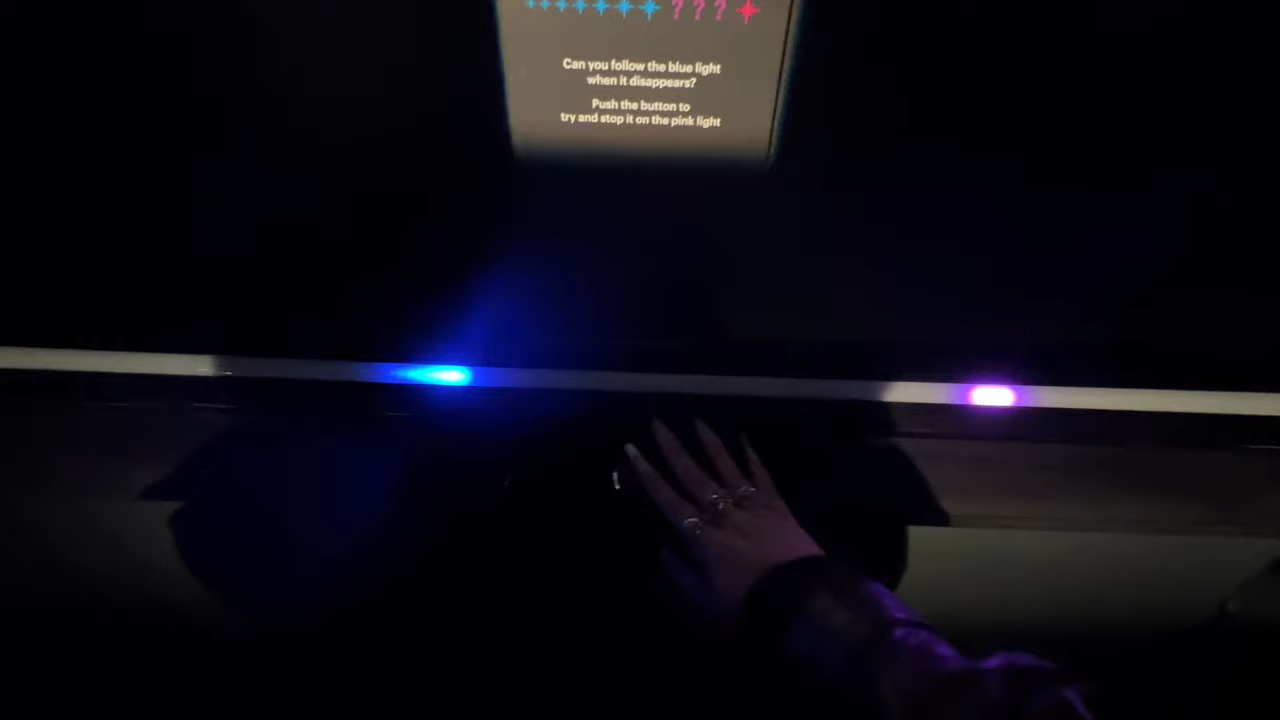 ???
Can you follow the blue light
when it disappears?
Push the button to
try and stop it on the pink light